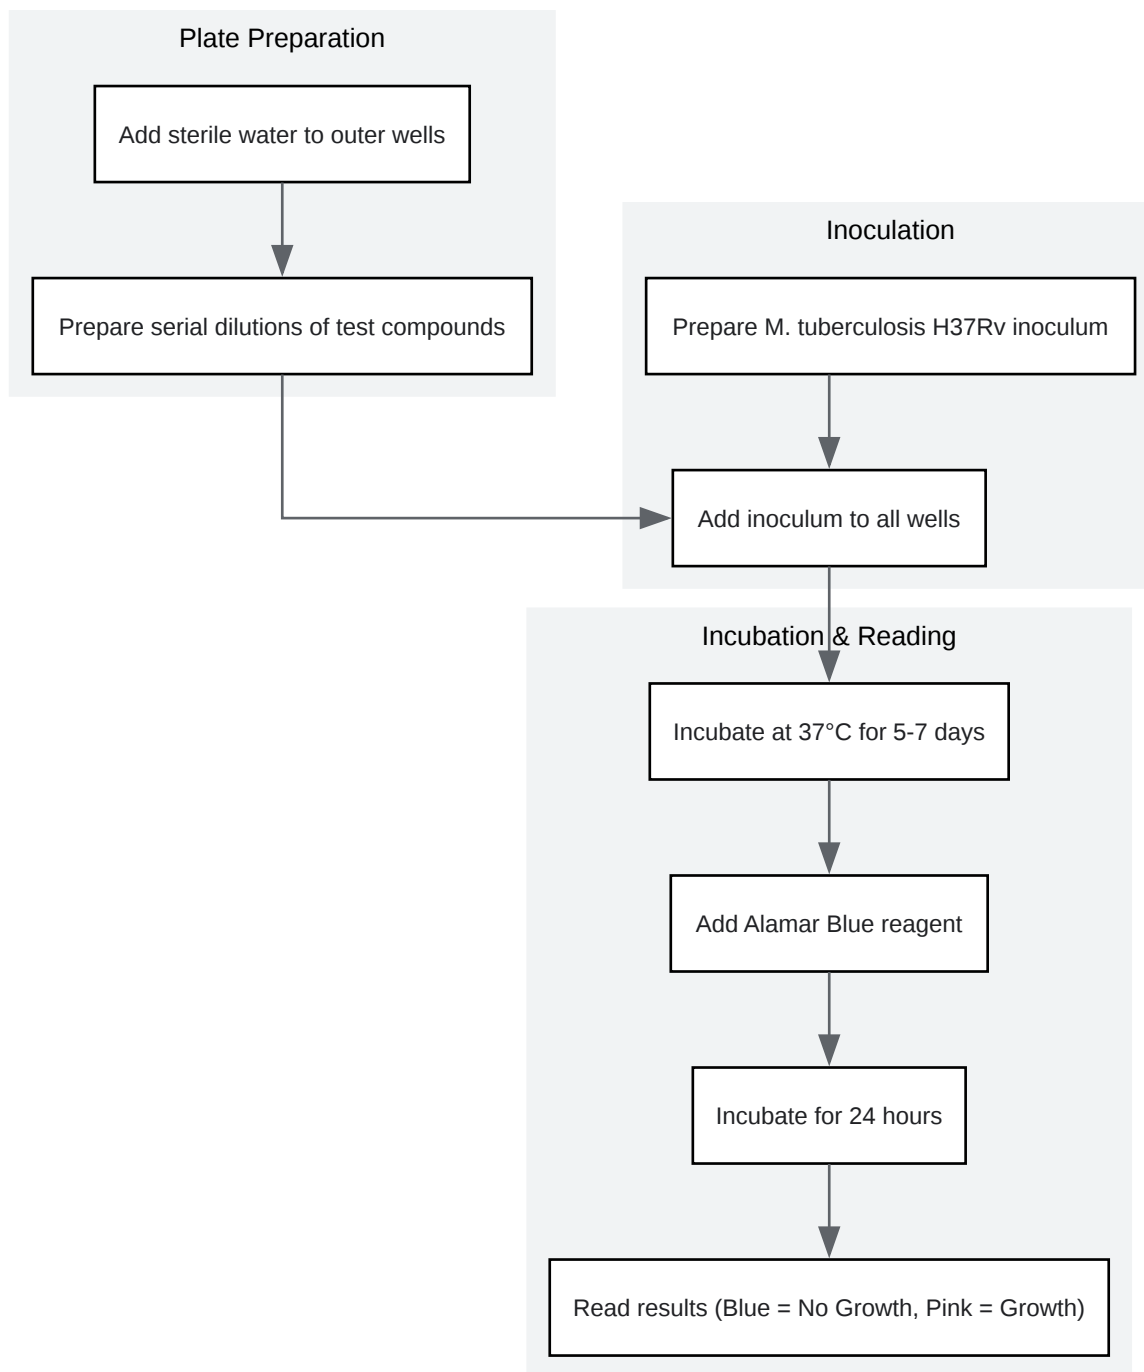 Plate Preparation
Add sterile water to outer wells
Prepare serial dilutions of test compounds
Inoculation
Prepare M. tuberculosis H37Rv inoculum
Add inoculum to all wells
Incubation & Reading
Incubate at 37°C for 5-7 days
Add Alamar Blue reagent
Incubate for 24 hours
Read results (Blue = No Growth, Pink = Growth)